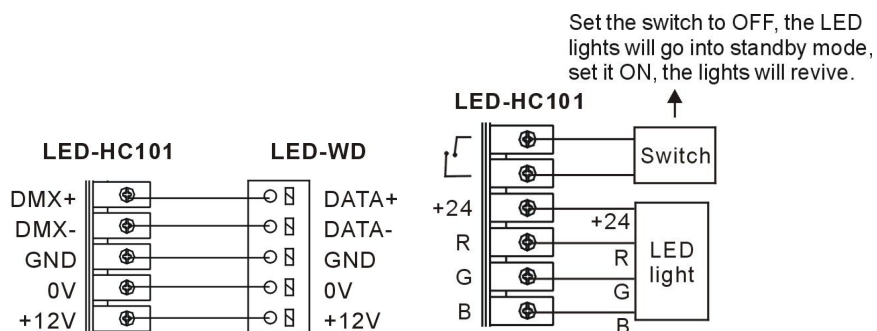 Set the switch to OFF, the LED
lights will go into standby mode,
set it ON, the lights will revive.
LED-HC101
Switch
+24
R
G
B
+24
R
G
B
LED
light
LED-HC101
LED-WD
DMX+
DATA+
DMX-
DATA-
GND
GND
0V
0V
+12V
+12V